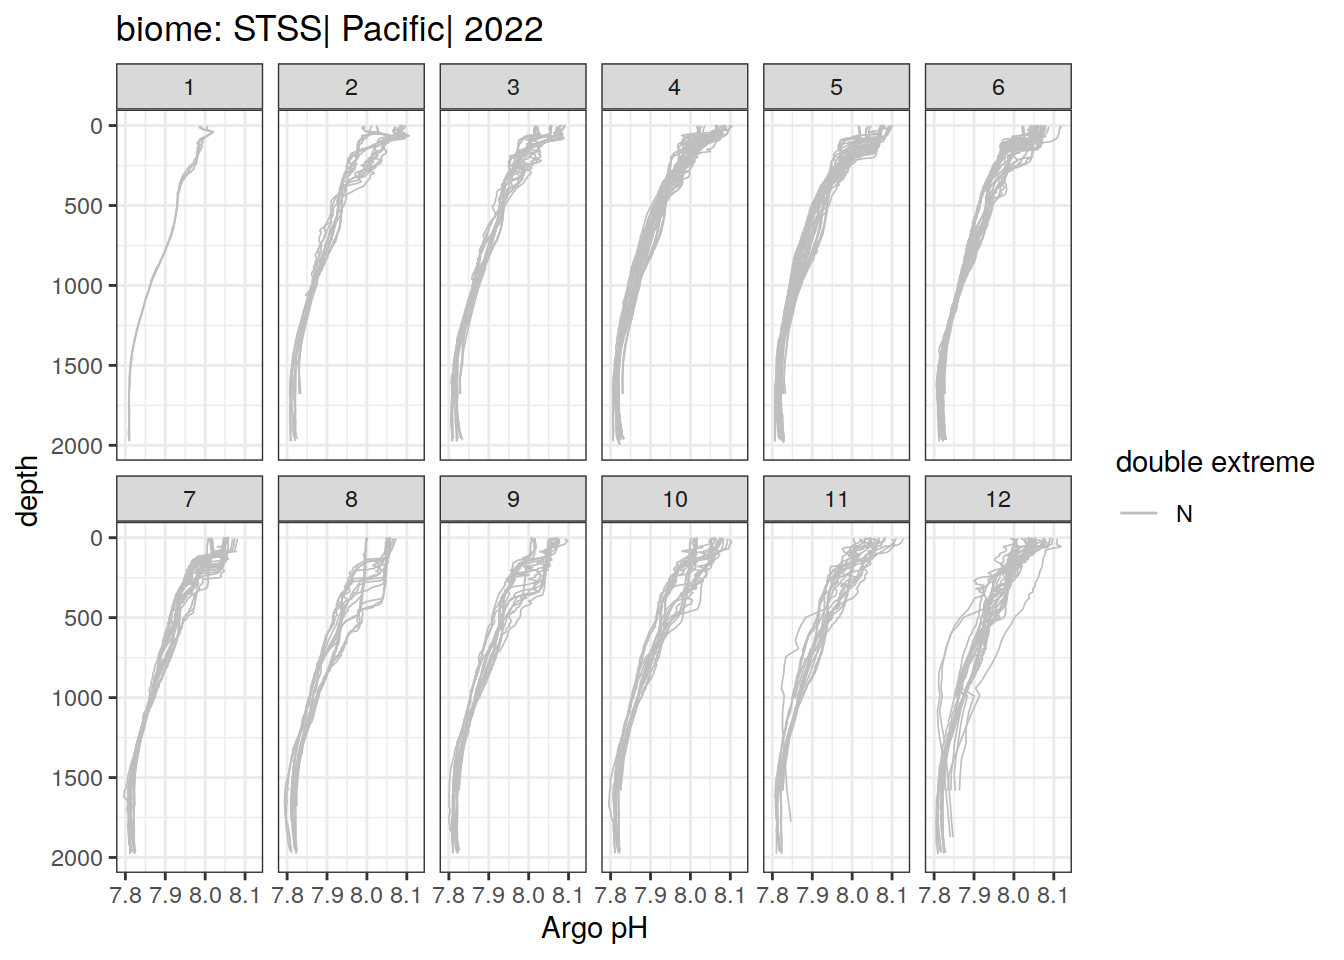 biome: STSS| Pacific| 2022
1 2 3 4 5 6
0
500
1000
1500
2000
depth
7 8 9 10 11 12
0
500
1000
1500
2000
7.8 7.9 8.0 8.1 7.8 7.9 8.0 8.1 7.8 7.9 8.0 8.1 7.8 7.9 8.0 8.1 7.8 7.9 8.0 8.1 7.8 7.9 8.0 8.1
Argo pH
double extreme
N